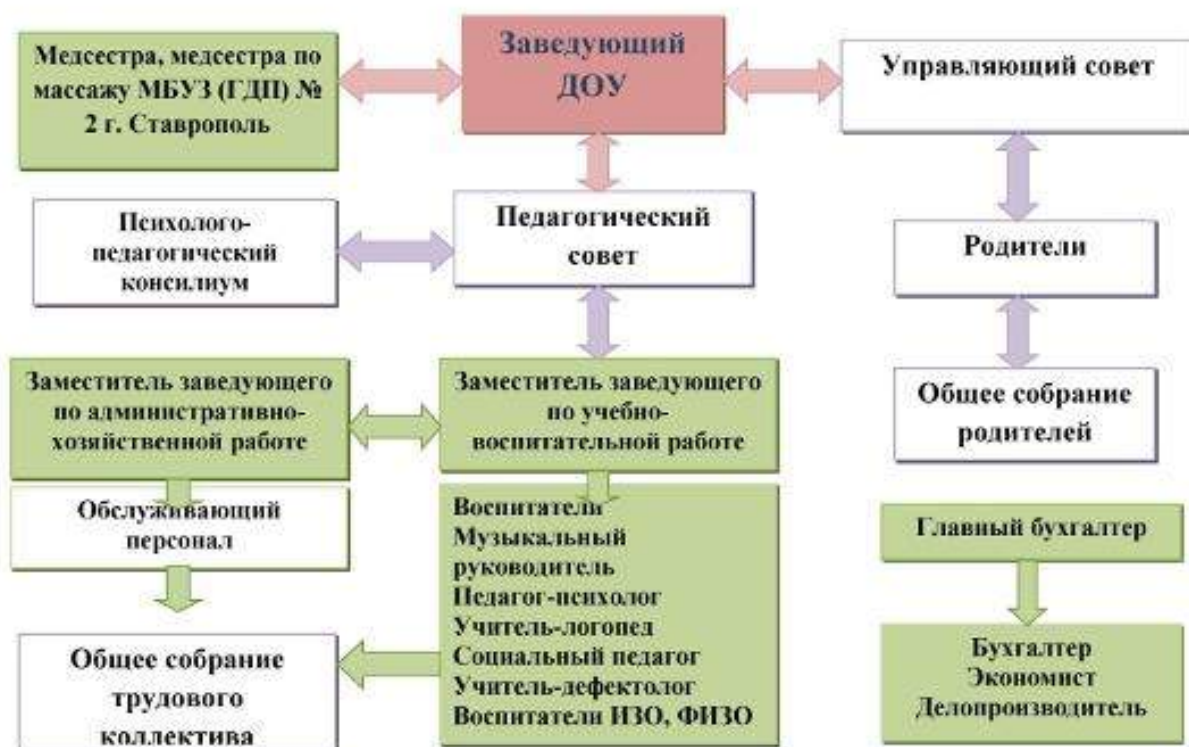 Медсестра, медсестра по
массажу МБУЗ (ГДП) №
2 г. Ставрополь
Заведующий
ДОУ
Управляющий совет
Психолого-
педагогический
консилиум
Педагогический
совет
Родители
Заместитель заведующего
по административно-
хозяйственной работе
Заместитель заведующего
по учебно-
воспитательной работе
Общее собрание
родителей
Обслуживающий
персонал
Воспитатели
Музыкальный
руководитель
Педагог-психолог
Учитель-логопед
Социальный педагог
Учитель-дефектолог
Воспитатели ИЗО, ФИЗО
Главный бухгалтер
Общее собрание
трудового
коллектива
Бухгалтер
Экономист
Делопроизводитель